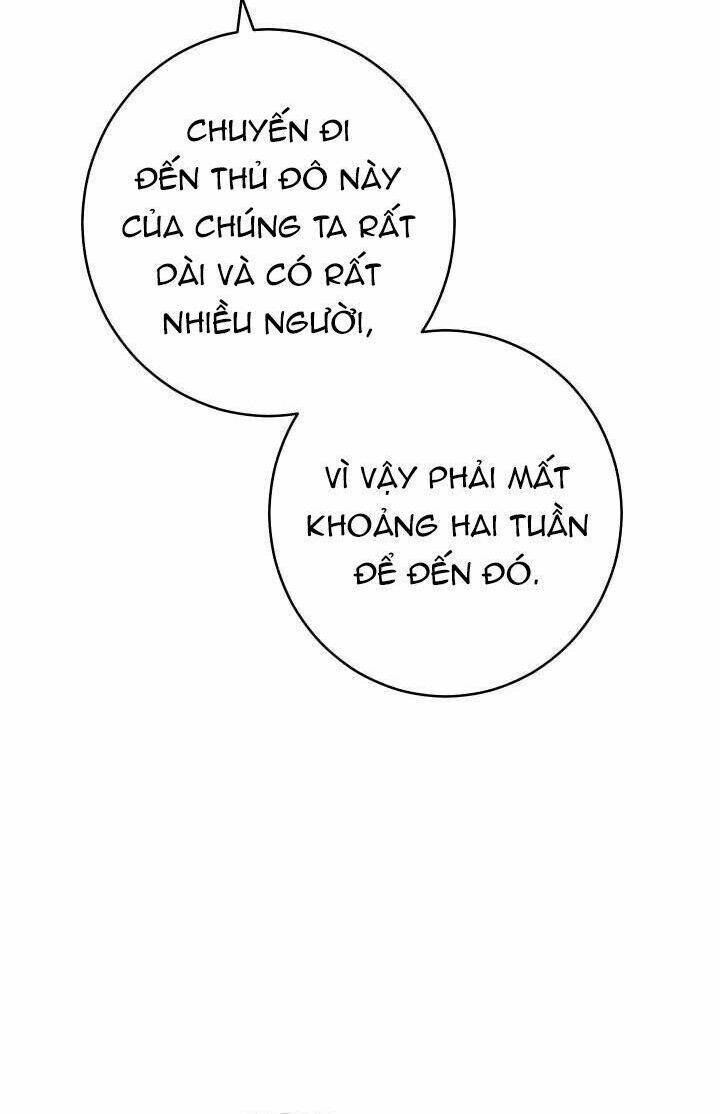 CHUYẾN ĐI
ĐẾN THỦ ĐÔ NÀY
CỦA CHÚNG TA RẤT
DÀI VÀ CÓ RẤT
NHIỀU NGƯỜI,
VÌ VẬY PHẢI MẤT
KHOẢNG HAI TUẦN
ĐỂ ĐẾN ĐÓ.